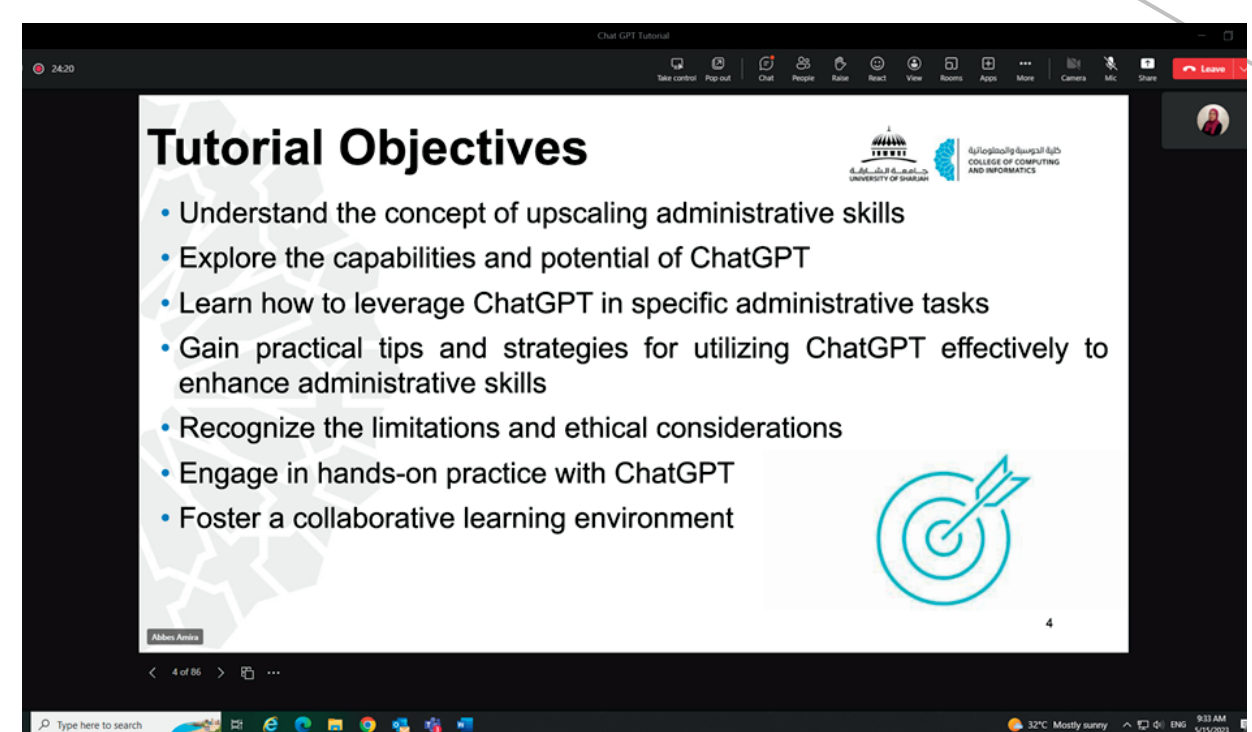 Chat GPT Tutorial
24:20
Take control Pop out Chat People Raise React View Rooms Apps More Camera Mic Share Leave
Tutorial Objectives
جامعة الشارقة
UNIVERSITY OF SHARJAH
كلية الحوسبة والمعلوماتية
COLLEGE OF COMPUTING
AND INFORMATICS
• Understand the concept of upscaling administrative skills
• Explore the capabilities and potential of ChatGPT
• Learn how to leverage ChatGPT in specific administrative tasks
• Gain practical tips and strategies for utilizing ChatGPT effectively to
enhance administrative skills
• Recognize the limitations and ethical considerations
• Engage in hands-on practice with ChatGPT
• Foster a collaborative learning environment
4
Abbes Amira
4 of 86
Type here to search
32°C Mostly sunny ENG 9:33 AM
5/15/2023